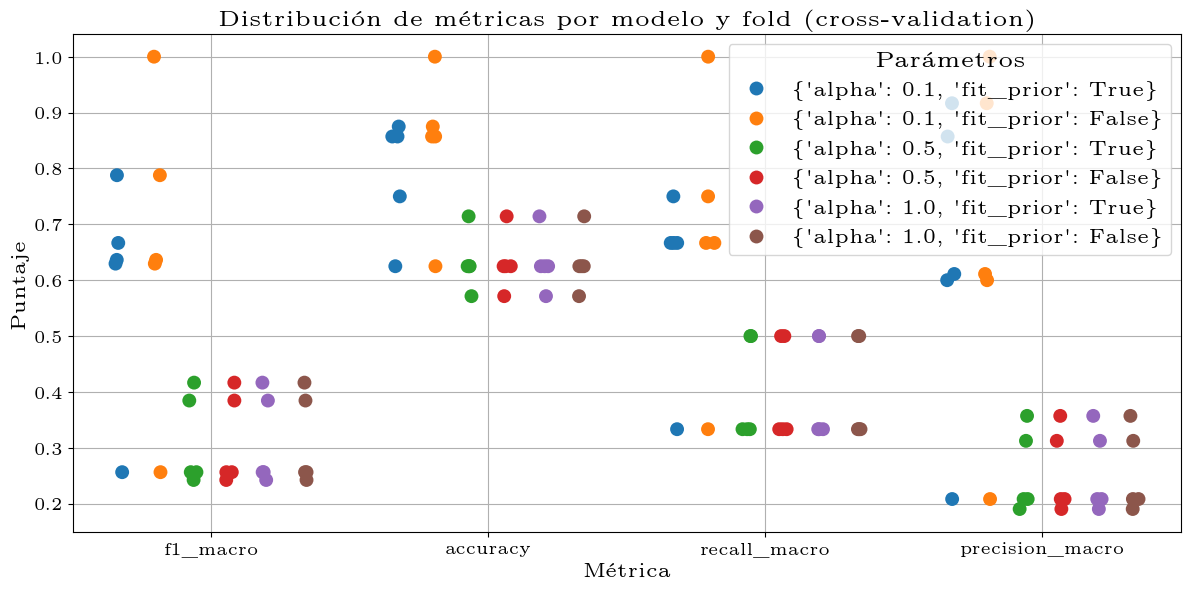 Distribución de métricas por modelo y fold (cross-validation)
Puntaje
1.0
0.9
0.8
0.7
0.6
0.5
0.4
0.3
0.2
Parámetros
{'alpha': 0.1, 'fit_prior': True}
{'alpha': 0.1, 'fit_prior': False}
{'alpha': 0.5, 'fit_prior': True}
{'alpha': 0.5, 'fit_prior': False}
{'alpha': 1.0, 'fit_prior': True}
{'alpha': 1.0, 'fit_prior': False}
f1_macro accuracy recall_macro precision_macro
Métrica